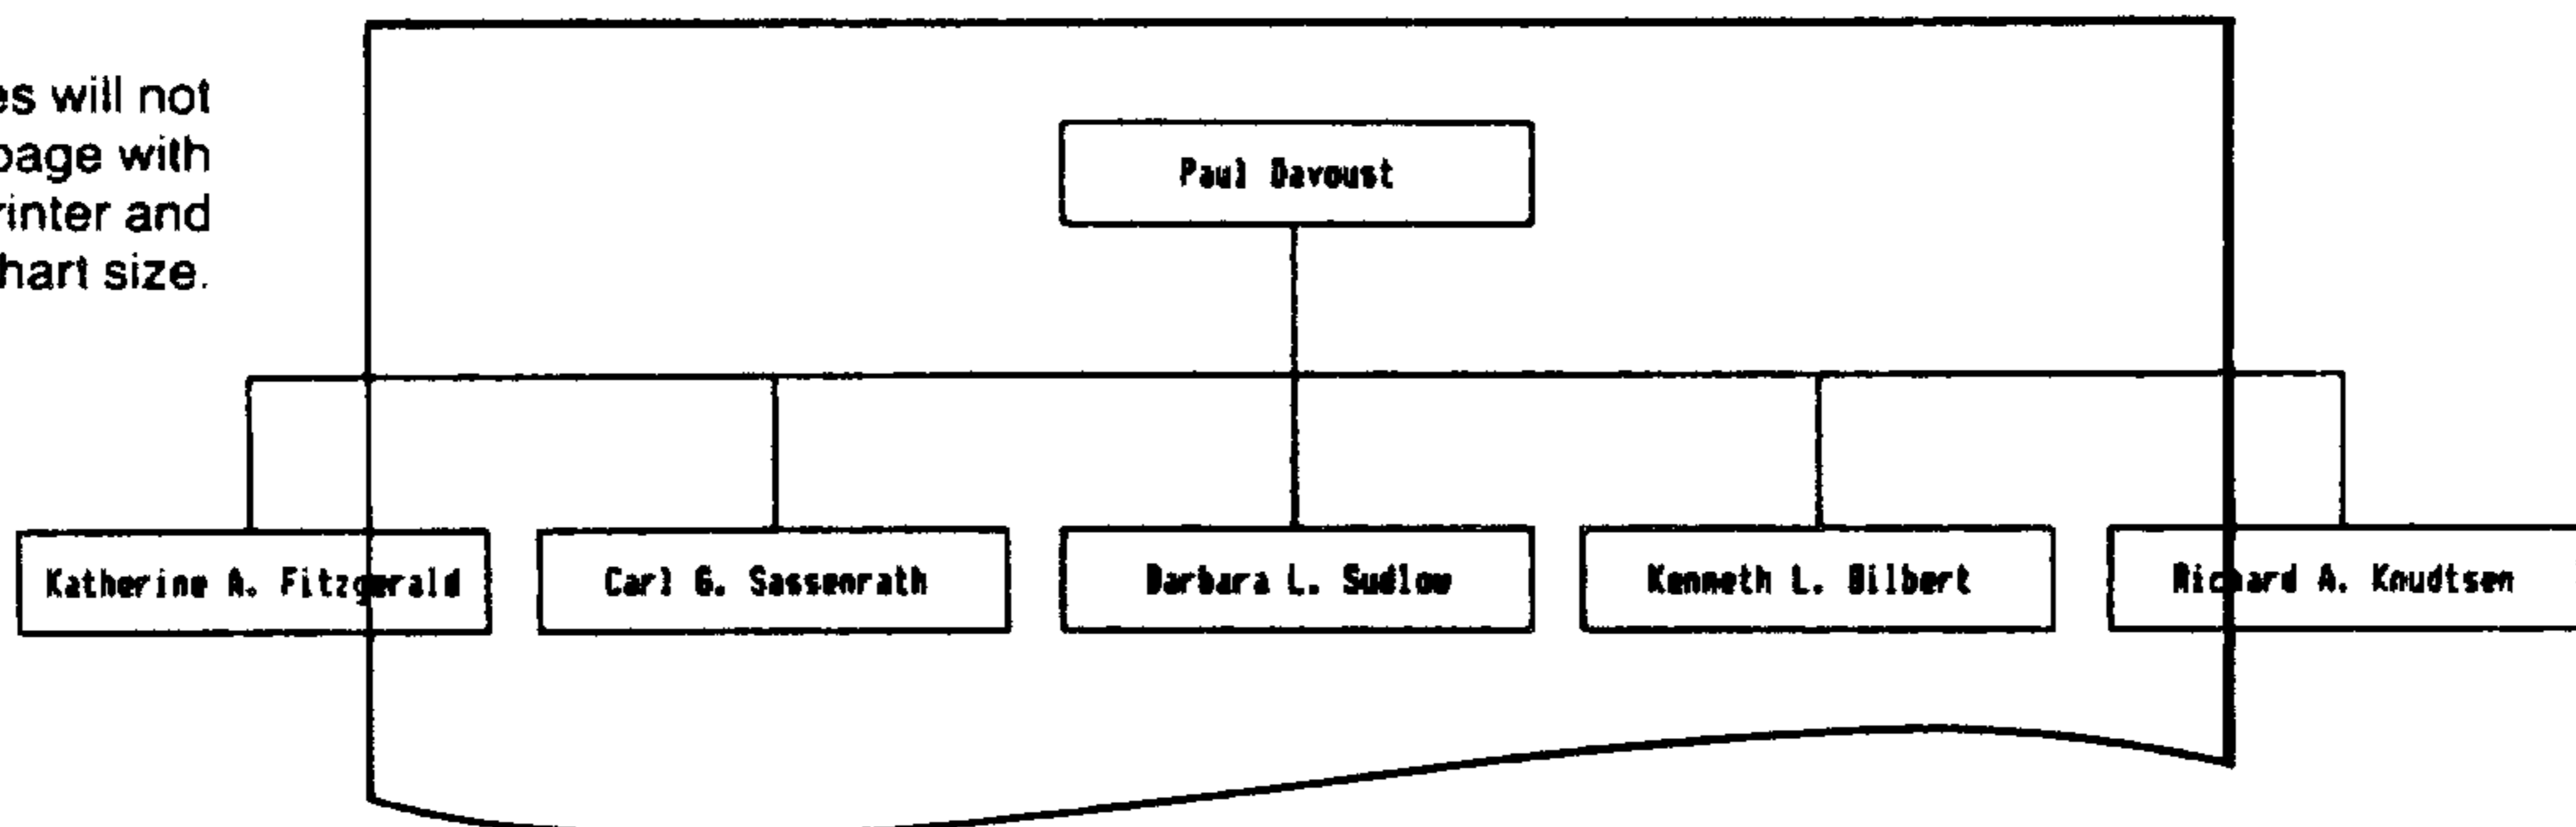 es will not
page with
rinter and
hart size.
Paul Davoust
Katherine A. Fitzgerald
Carl G. Sassenrath
Barbara L. Sudlow
Kenneth L. Gilbert
Richard A. Knudtsen